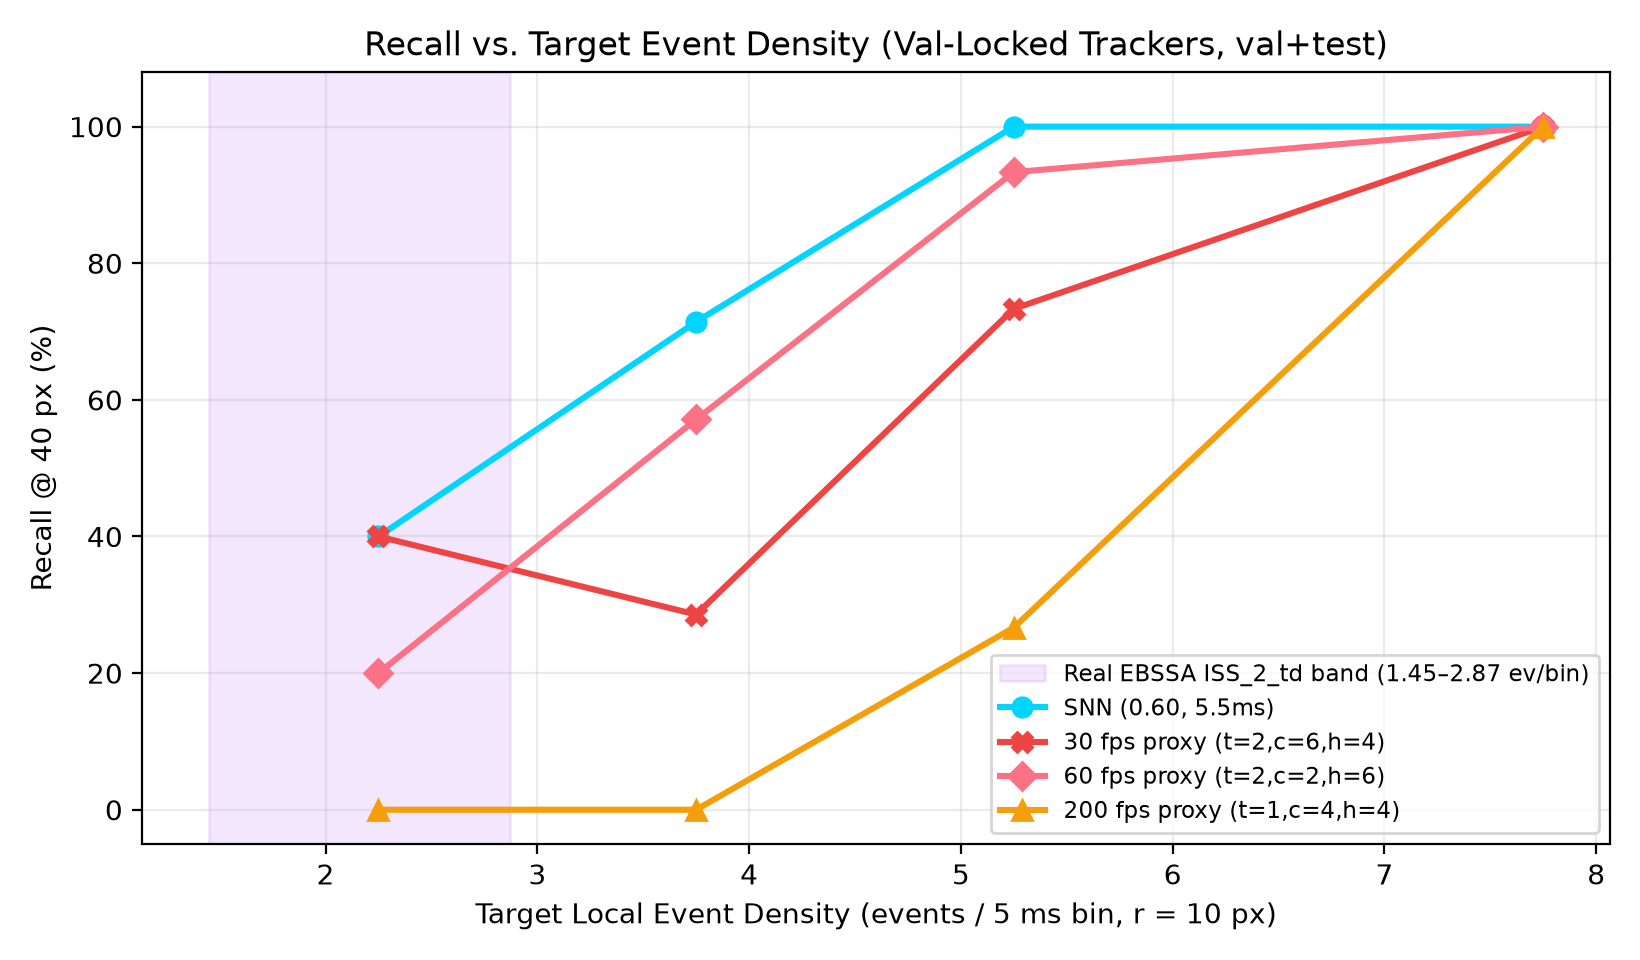 Recall vs. Target Event Density (Val-Locked Trackers, val+test)
Recall @ 40 px (%)
100
80
60
40
20
0
Real EBSSA ISS_2_td band (1.45–2.87 ev/bin)
SNN (0.60, 5.5ms)
30 fps proxy (t=2,c=6,h=4)
60 fps proxy (t=2,c=2,h=6)
200 fps proxy (t=1,c=4,h=4)
2 3 4 5 6 7 8
Target Local Event Density (events / 5 ms bin, r = 10 px)